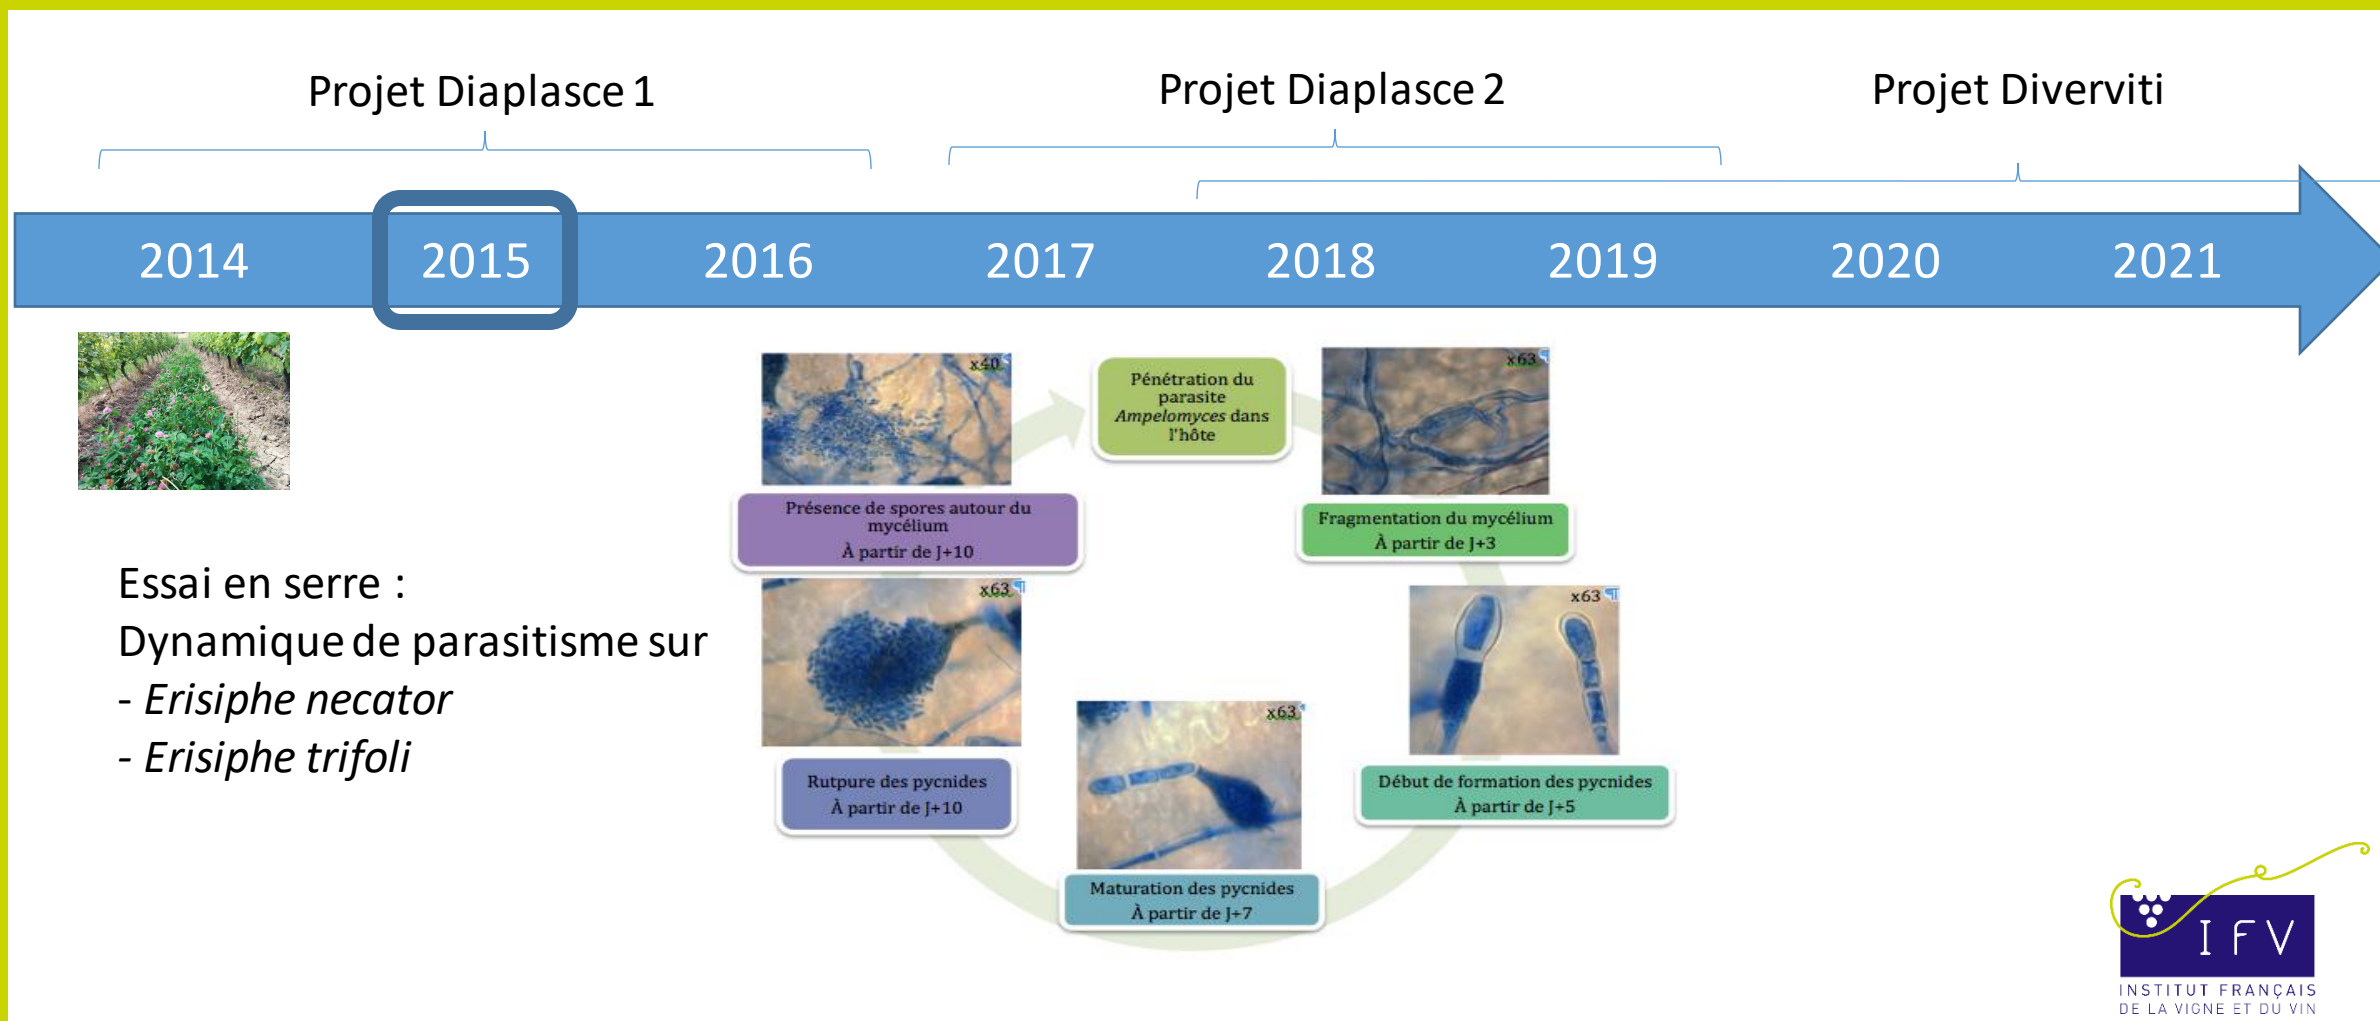 Projet Diaplasce 1
Projet Diaplasce 2
Projet Diverviti
2014
2015
2016
2017
2018
2019
2020
2021
x40
Pénétration du
parasite
Ampelomyces dans
l'hôte
x63
Présence de spores autour du
mycélium
À partir de J+10
Fragmentation du mycélium
À partir de J+3
Essai en serre :
Dynamique de parasitisme sur
- Erisiphe necator
- Erisiphe trifoli
x63
x63
x63
Rutpure des pycnides
À partir de J+10
Début de formation des pycnides
À partir de J+5
Maturation des pycnides
À partir de J+7
IFV
INSTITUT FRANÇAIS
DE LA VIGNE ET DU VIN